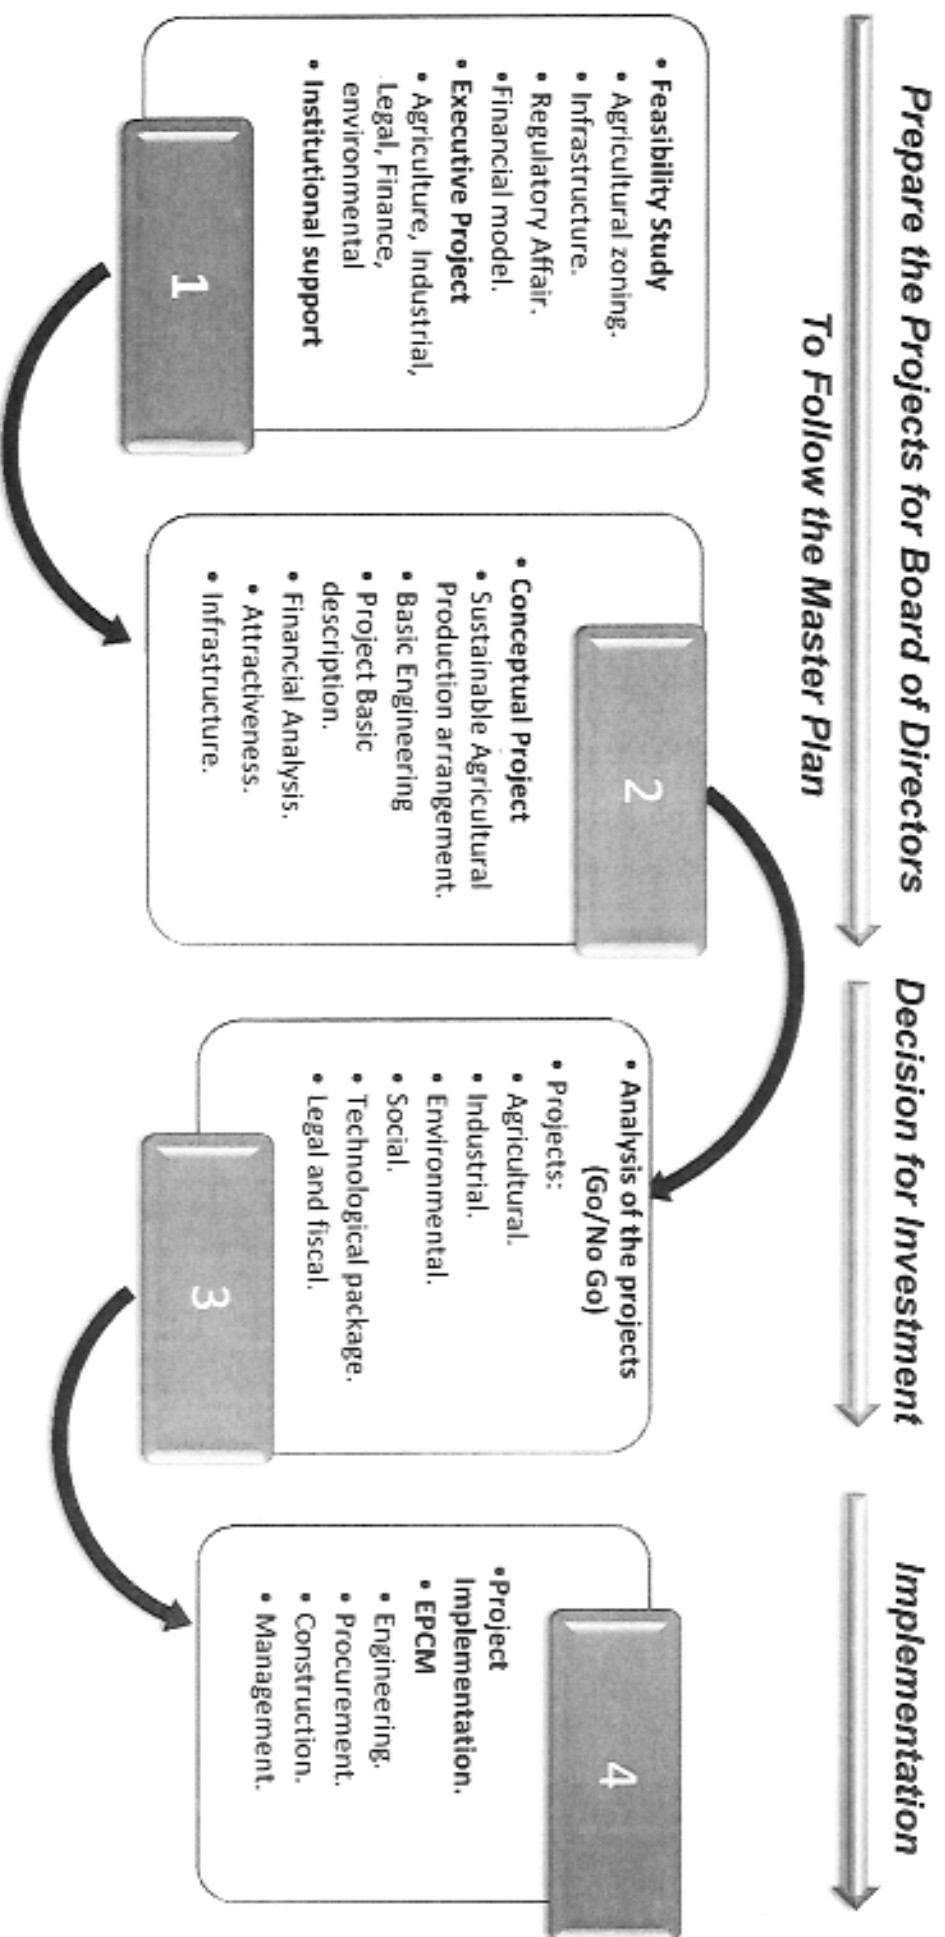 Prepare the Projects for Board of Directors
To Follow the Master Plan
Decision for Investment
Implementation
• Feasibility Study
• Agricultural zoning.
• Infrastructure.
• Regulatory Affair.
• Financial model.
• Executive Project
• Agriculture, Industrial,
Legal, Finance,
environmental
• Institutional support
1
2
• Conceptual Project
• Sustainable Agricultural
Production arrangement.
• Basic Engineering
• Project Basic
description.
• Financial Analysis.
• Attractiveness.
• Infrastructure.
• Analysis of the projects
(Go/No Go)
• Projects:
• Agricultural.
• Industrial.
• Environmental.
• Social.
• Technological package.
• Legal and fiscal.
3
4
•Project
Implementation.
• EPCM
• Engineering.
• Procurement.
• Construction.
• Management.